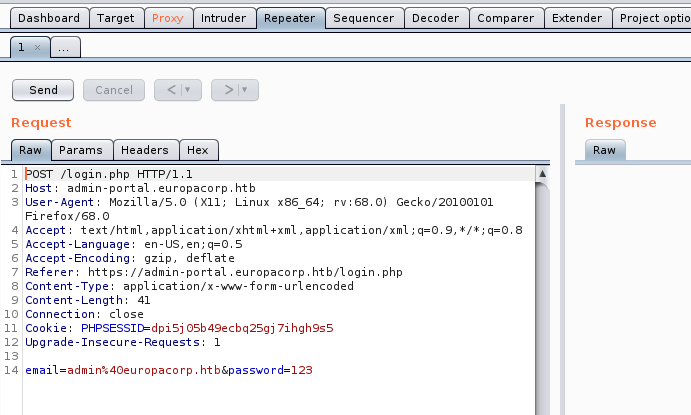 Dashboard Target Proxy Intruder Repeater Sequencer Decoder Comparer Extender Project optio
1 × ...
Send Cancel < ▼ > ▼
Request
Response
Raw Params Headers Hex
Raw
1 POST /login.php HTTP/1.1
2 Host: admin-portal.europacorp.htb
3 User-Agent: Mozilla/5.0 (X11; Linux x86_64; rv:68.0) Gecko/20100101
Firefox/68.0
4 Accept: text/html,application/xhtml+xml,application/xml;q=0.9,*/*;q=0.8
5 Accept-Language: en-US,en;q=0.5
6 Accept-Encoding: gzip, deflate
7 Referer: https://admin-portal.europacorp.htb/login.php
8 Content-Type: application/x-www-form-urlencoded
9 Content-Length: 41
10 Connection: close
11 Cookie: PHPSESSID=dpi5j05b49ecbq25gj7ihgh9s5
12 Upgrade-Insecure-Requests: 1
13
14 email=admin%40europacorp.htb&password=123